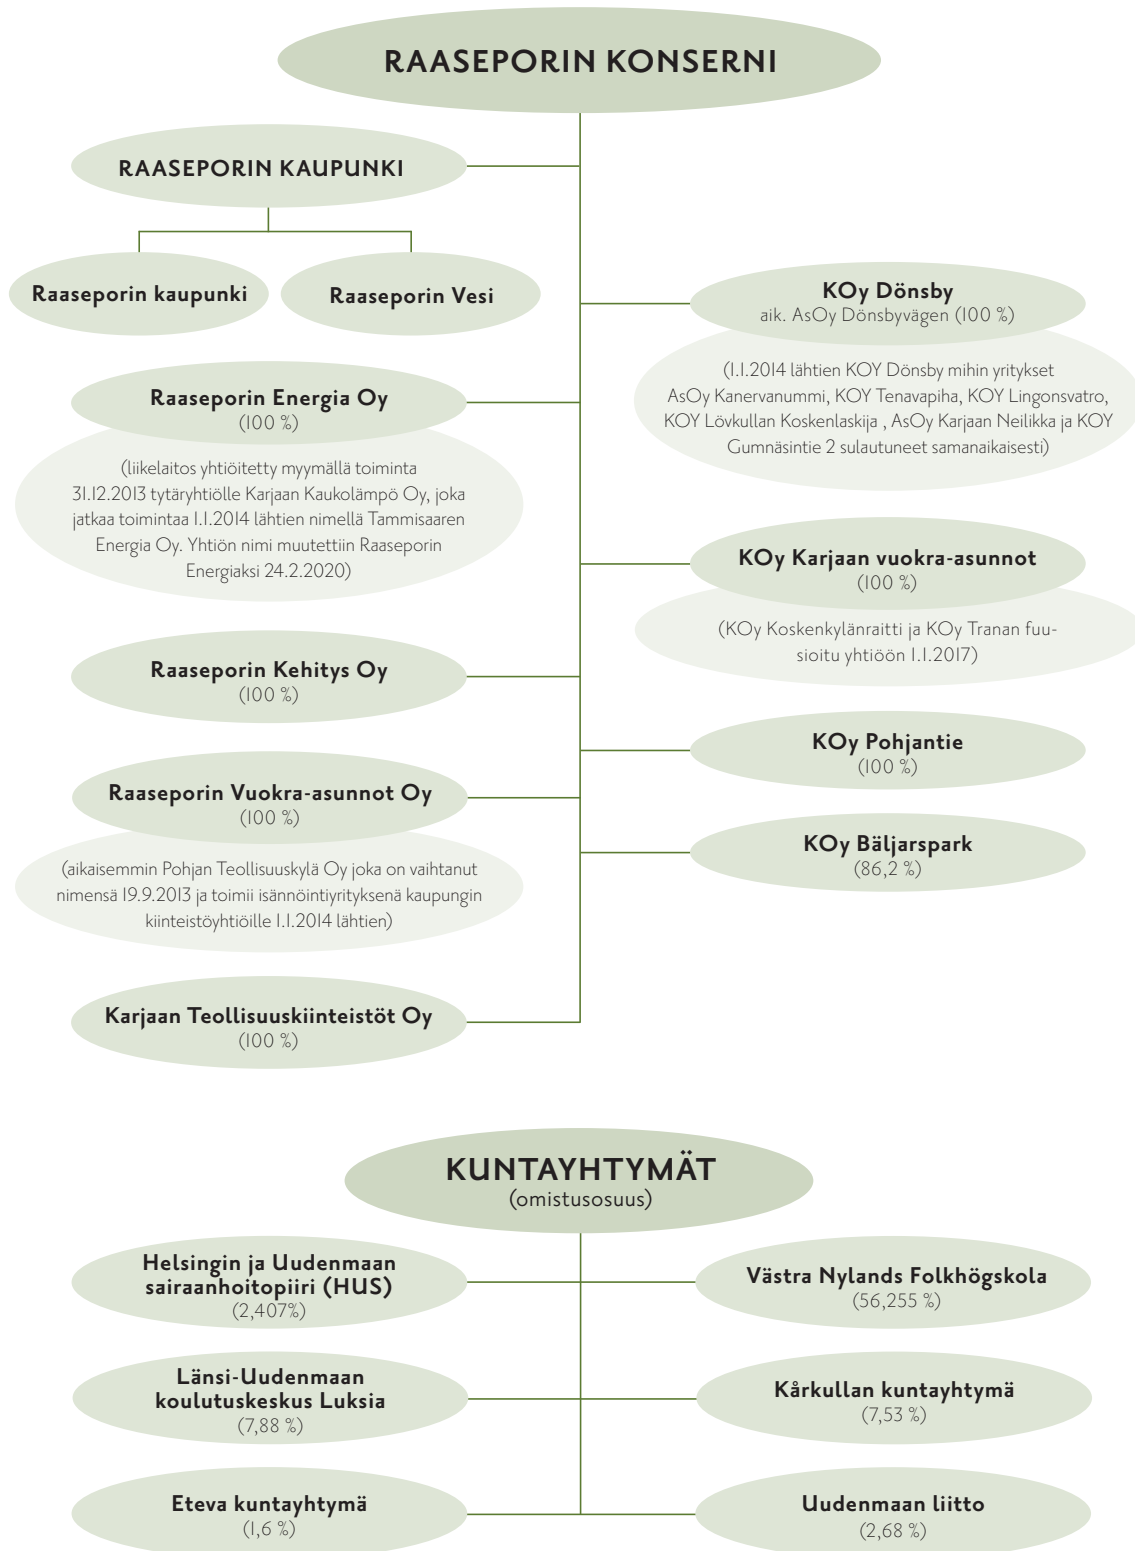 RAASEPORIN KONSERNI
RAASEPORIN KAUPUNKI
Raaseporin kaupunki
Raaseporin Vesi
Raaseporin Energia Oy
(100 %)
(liikelaitos yhtiöitetty myymällä toiminta
31.12.2013 tytäryhtiölle Karjaan Kaukolämpö Oy, joka
jatkaa toimintaa 1.1.2014 lähtien nimellä Tammisaaren
Energia Oy. Yhtiön nimi muutettiin Raaseporin
Energiaksi 24.2.2020)
Raaseporin Kehitys Oy
(100 %)
Raaseporin Vuokra-asunnot Oy
(100 %)
(aikaisemmin Pohjan Teollisuuskylä Oy joka on vaihtanut
nimensä 19.9.2013 ja toimii isännöintiyrityksenä kaupungin
kiinteistöyhtiöille 1.1.2014 lähtien)
Karjaan Teollisuuskiinteistöt Oy
(100 %)
KOy Dönsby
aik. AsOy Dönsbyvägen (100 %)
(1.1.2014 lähtien KOY Dönsby mihin yritykset
AsOy Kanervanummi, KOY Tenavapiha, KOY Lingonsvatro,
KOY Lövkullan Koskenlaskija , AsOy Karjaan Neilikka ja KOY
Gumnäsintie 2 sulautuneet samanaikaisesti)
KOy Karjaan vuokra-asunnot
(100 %)
(KOy Koskenkylänraitti ja KOy Tranan fuu-
sioitu yhtiöön 1.1.2017)
KOy Pohjantie
(100 %)
KOy Bäljarspark
(86,2 %)
KUNTAYHTYMÄT
(omistusosuus)
Helsingin ja Uudenmaan
sairaanhoitopiiri (HUS)
(2,407%)
Västra Nylands Folkhögskola
(56,255 %)
Länsi-Uudenmaan
koulutuskeskus Luksia
(7,88 %)
Kårkullan kuntayhtymä
(7,53 %)
Eteva kuntayhtymä
(1,6 %)
Uudenmaan liitto
(2,68 %)